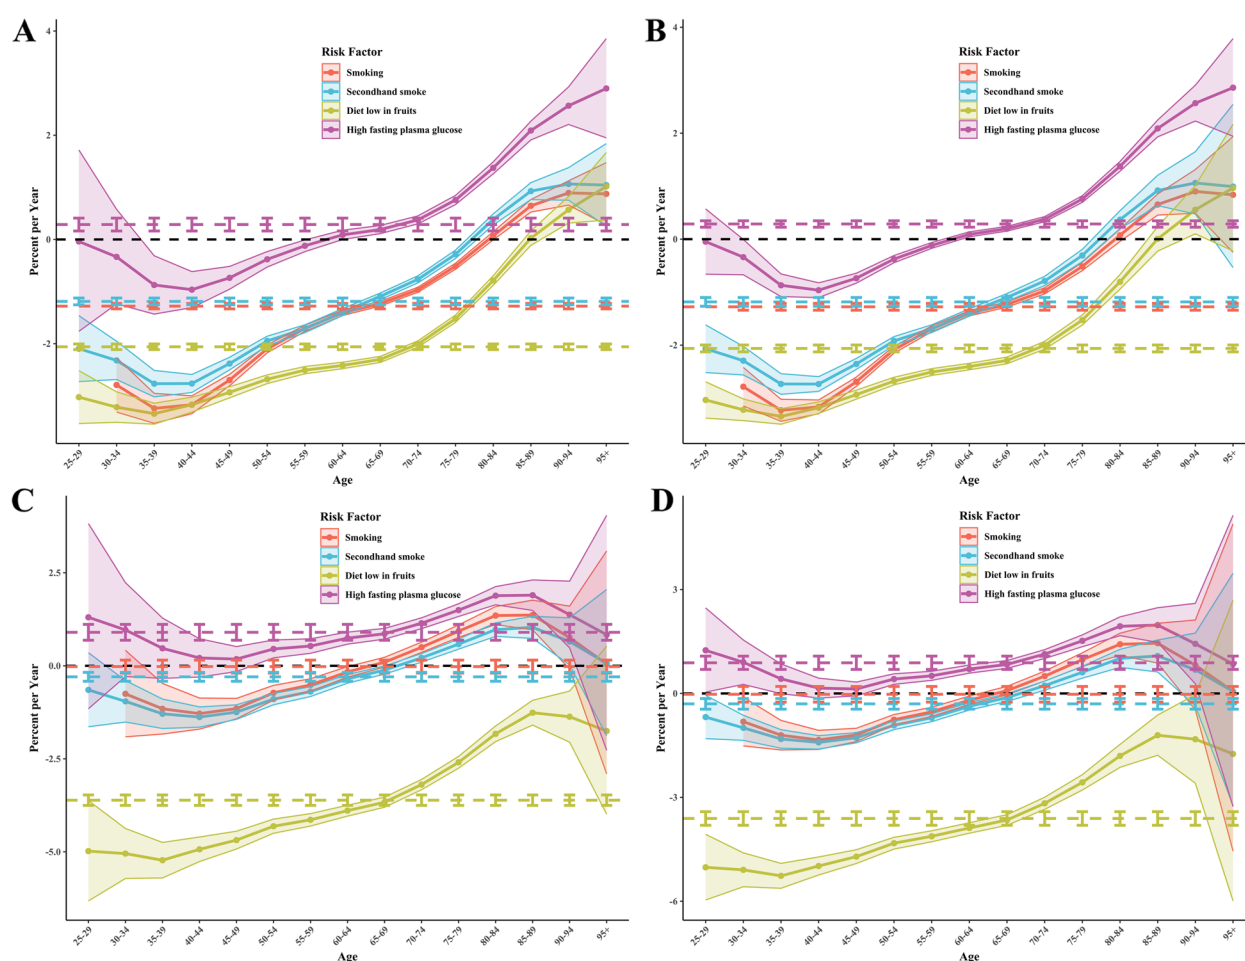 A
Risk Factor
Smoking
Secondhand smoke
Diet low in fruits
High fasting plasma glucose
Percent per Year
4
2
0
-2
25-29
30-34
35-39
40-44
45-49
50-54
55-59
60-64
65-69
70-74
75-79
80-84
85-89
90-94
95+
Age
B
Risk Factor
Smoking
Secondhand smoke
Diet low in fruits
High fasting plasma glucose
Percent per Year
4
2
0
-2
25-29
30-34
35-39
40-44
45-49
50-54
55-59
60-64
65-69
70-74
75-79
80-84
85-89
90-94
95+
Age
C
Risk Factor
Smoking
Secondhand smoke
Diet low in fruits
High fasting plasma glucose
Percent per Year
2.5
0.0
-2.5
-5.0
25-29
30-34
35-39
40-44
45-49
50-54
55-59
60-64
65-69
70-74
75-79
80-84
85-89
90-94
95+
Age
D
Risk Factor
Smoking
Secondhand smoke
Diet low in fruits
High fasting plasma glucose
Percent per Year
3
0
-3
-6
25-29
30-34
35-39
40-44
45-49
50-54
55-59
60-64
65-69
70-74
75-79
80-84
85-89
90-94
95+
Age